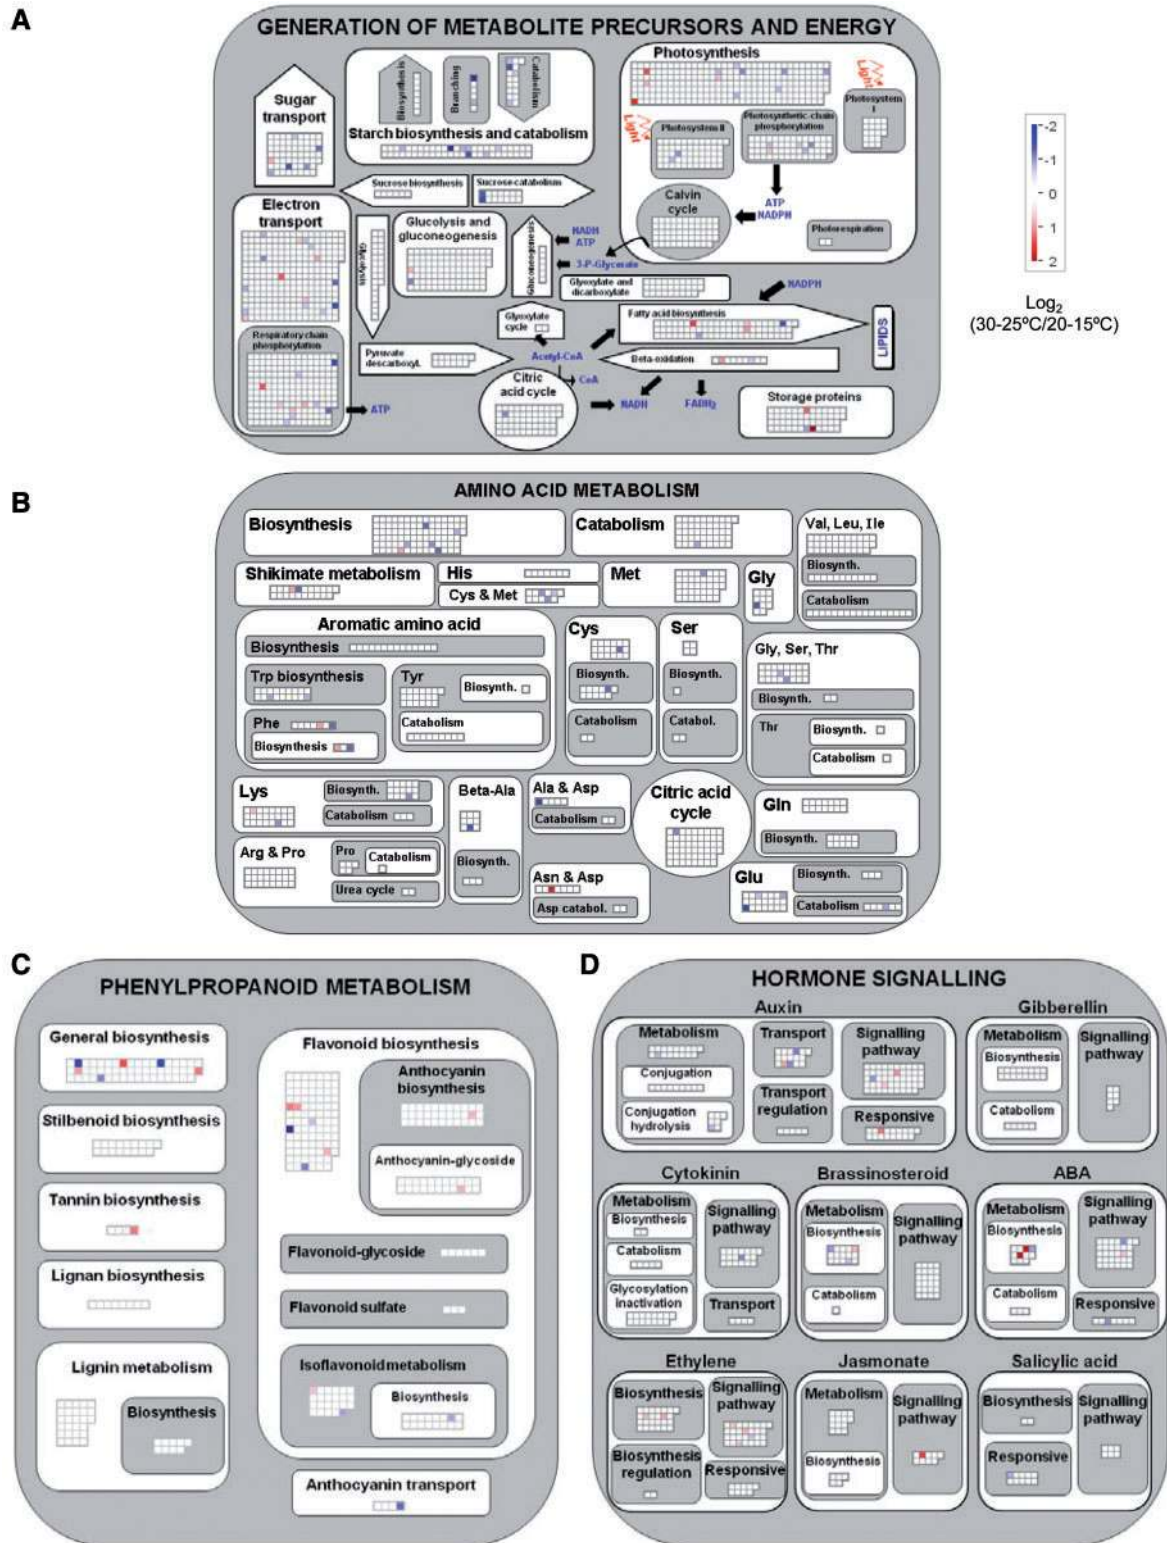 A
GENERATION OF METABOLITE PRECURSORS AND ENERGY
Sugar
transport
Biosynthesis
Branching
Catabolism
Starch biosynthesis and catabolism
Photosynthesis
Light
Photosystem
I
Light
Photosystem II
Photosynthetic-chain
phosphorylation
Sucrose biosynthesis
Sucrose-catabolism
Calvin
cycle
ATP
NADPH
Photorespiration
Electron
transport
Glycolysis
Glucolysis and
gluconeogenesis
Gluconeogenesis
NADH
ATP
3-P-Glycerate
Glyoxylate and
dicarboxylate
NADPH
Respiratory chain
phosphorylation
Glyoxylate
cycle
Fatty acid biosynthesis
LIPIDS
Pyruvate
descarboxyl.
Acetyl-CoA
Beta-oxidation
CoA
Citric
acid cycle
ATP
NADH
FADH2
Storage proteins
-2
-1
0
1
2
Log2
(30-25ºC/20-15ºC)
B
AMINO ACID METABOLISM
Biosynthesis
Catabolism
Val, Leu, Ile
Biosynth.
Catabolism
Shikimate metabolism
His
Cys & Met
Met
Gly
Aromatic amino acid
Biosynthesis
Trp biosynthesis
Tyr
Biosynth.
Catabolism
Phe
Biosynthesis
Cys
Biosynth.
Catabolism
Ser
Biosynth.
Catabol.
Gly, Ser, Thr
Biosynth.
Thr
Biosynth.
Catabolism
Lys
Biosynth.
Catabolism
Beta-Ala
Biosynth.
Ala & Asp
Catabolism
Citric acid
cycle
Gln
Biosynth.
Arg & Pro
Pro
Catabolism
Urea cycle
Asn & Asp
Asp catabol.
Glu
Biosynth.
Catabolism
C
PHENYLPROPANOID METABOLISM
General biosynthesis
Stilbenoid biosynthesis
Tannin biosynthesis
Lignan biosynthesis
Lignin metabolism
Biosynthesis
Flavonoid biosynthesis
Anthocyanin
biosynthesis
Anthocyanin-glycoside
Flavonoid-glycoside
Flavonoid sulfate
Isoflavonoid metabolism
Biosynthesis
Anthocyanin transport
D
HORMONE SIGNALLING
Auxin
Metabolism
Conjugation
Conjugation
hydrolysis
Transport
Transport
regulation
Signalling
pathway
Responsive
Gibberellin
Metabolism
Biosynthesis
Catabolism
Signalling
pathway
Cytokinin
Metabolism
Biosynthesis
Catabolism
Glycosylation
inactivation
Signalling
pathway
Transport
Brassinosteroid
Metabolism
Biosynthesis
Catabolism
Signalling
pathway
ABA
Metabolism
Biosynthesis
Catabolism
Signalling
pathway
Responsive
Ethylene
Biosynthesis
Biosynthesis
regulation
Signalling
pathway
Responsive
Jasmonate
Metabolism
Biosynthesis
Signalling
pathway
Salicylic acid
Biosynthesis
Responsive
Signalling
pathway